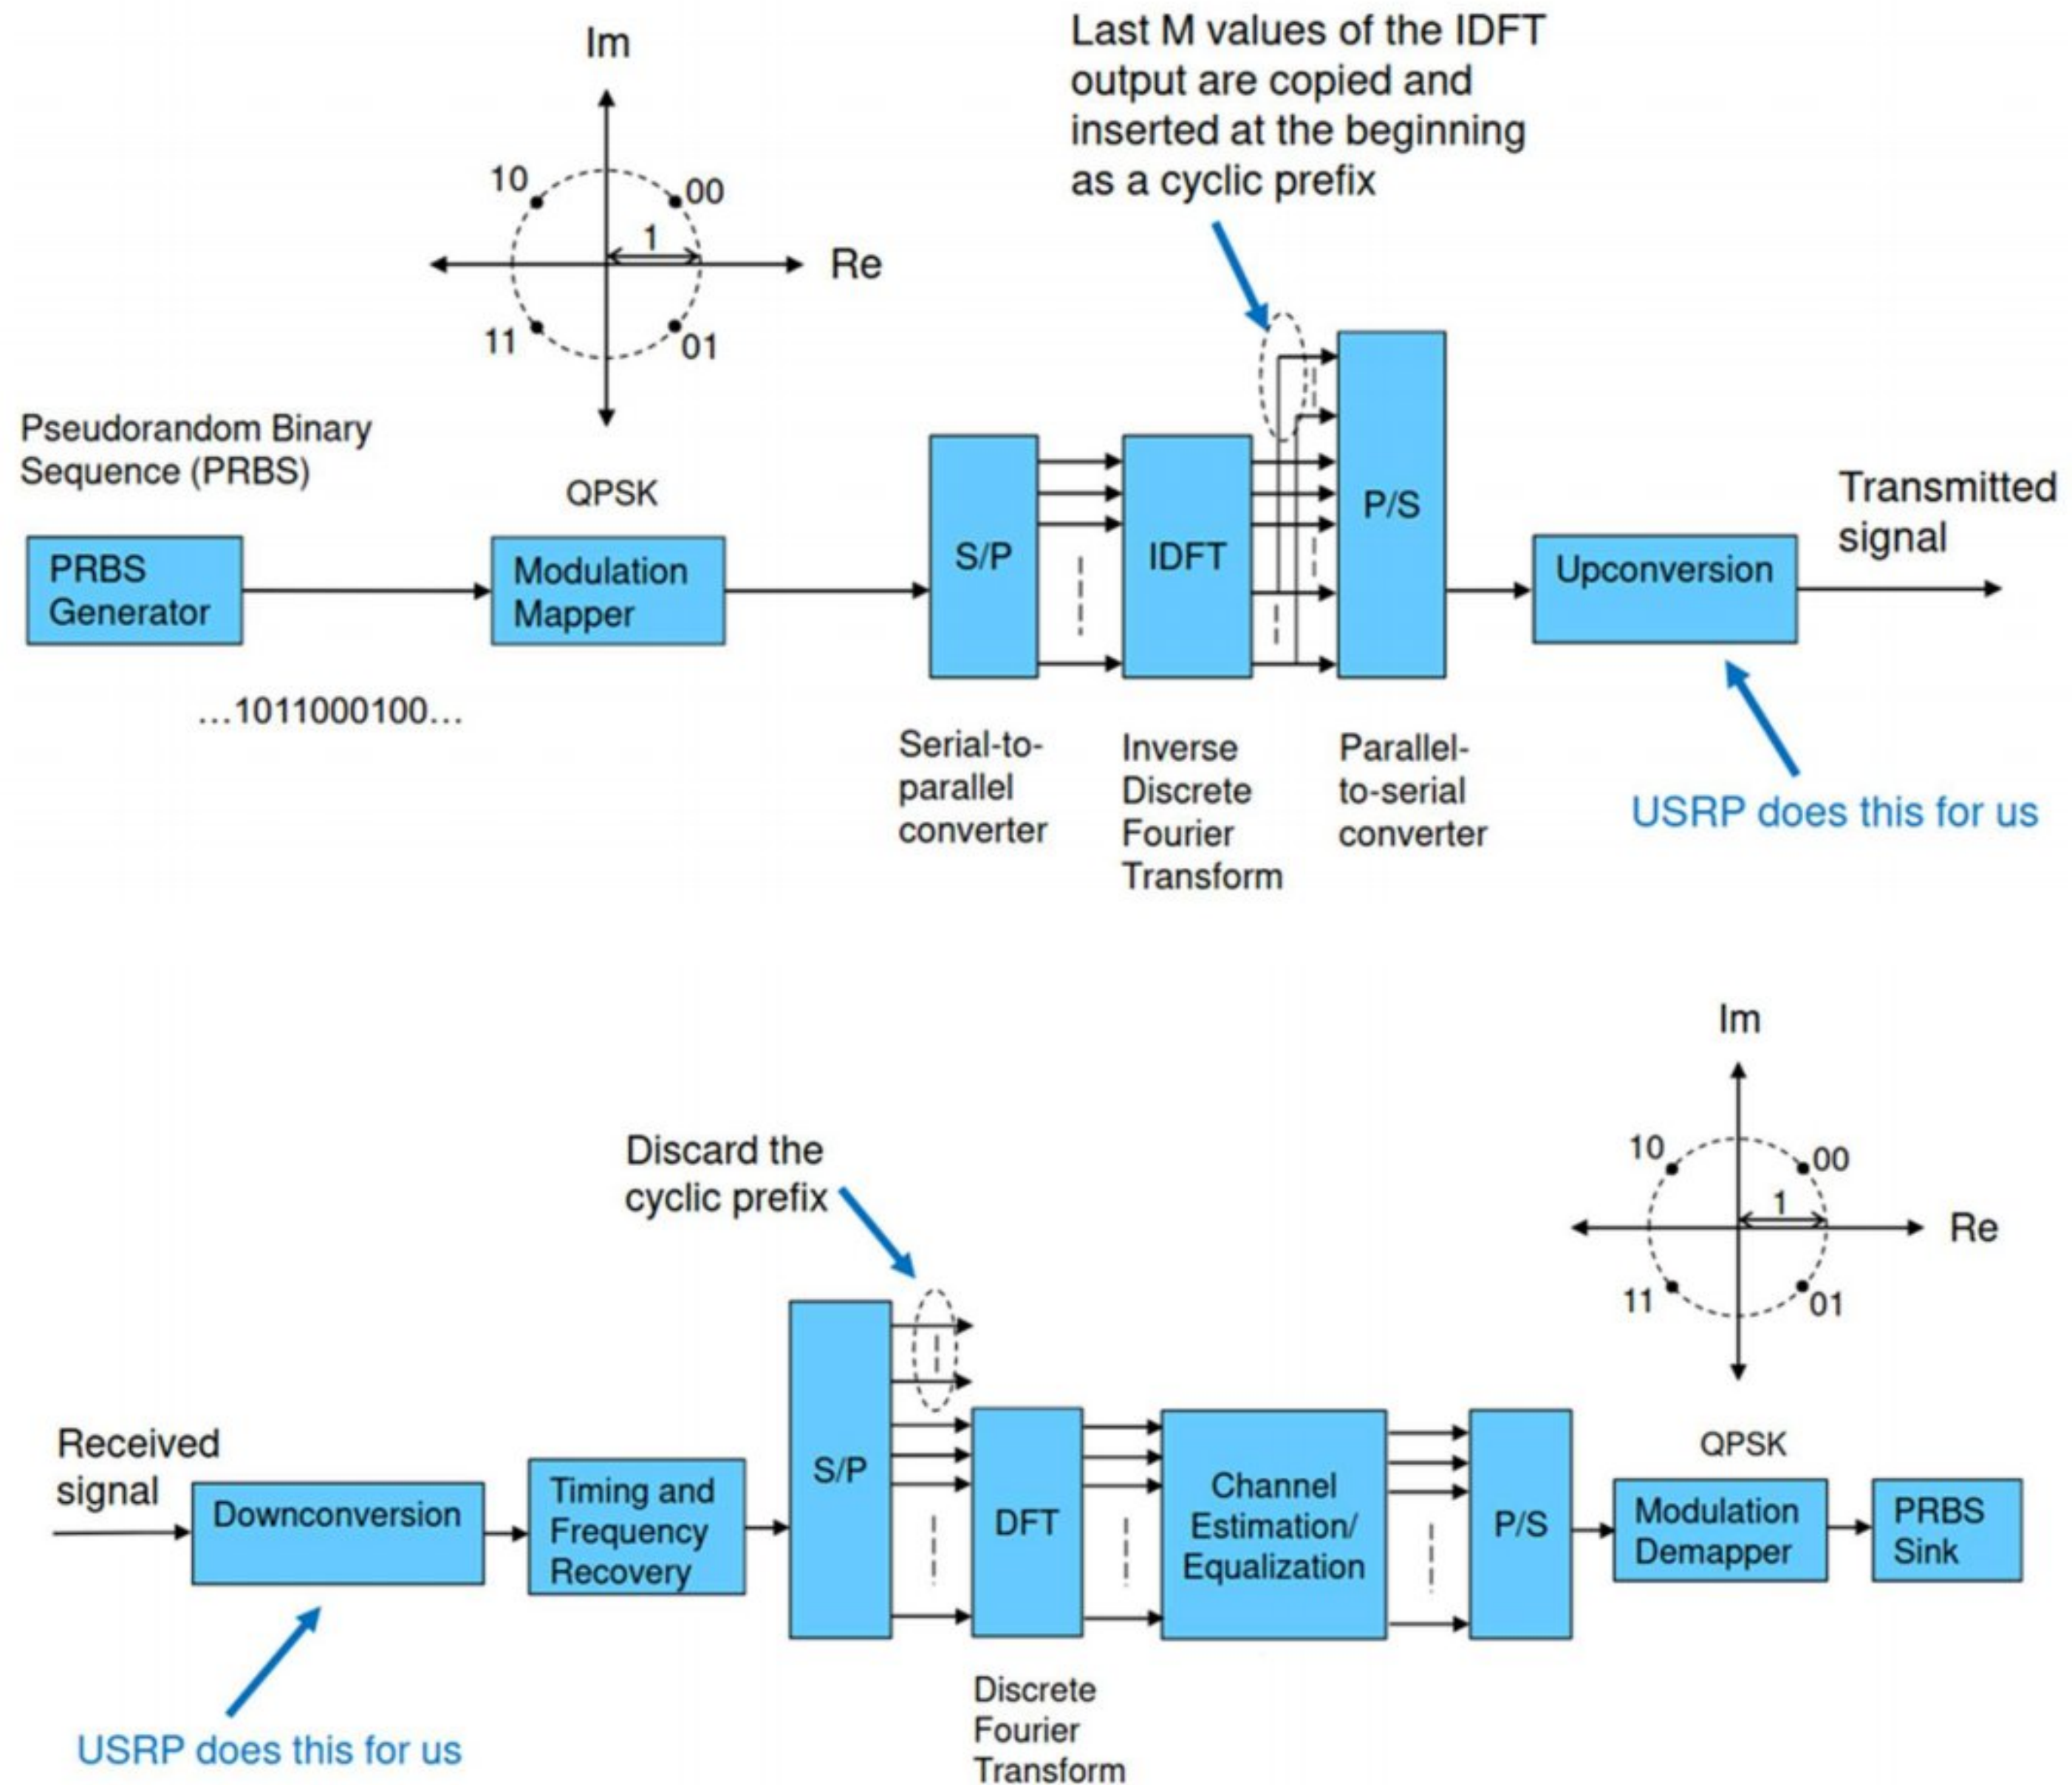 Im
Last M values of the IDFT
output are copied and
inserted at the beginning
as a cyclic prefix
10
00
1
Re
11
01
Pseudorandom Binary
Sequence (PRBS)
QPSK
PRBS
Generator
Modulation
Mapper
S/P
IDFT
P/S
Upconversion
Transmitted
signal
...1011000100...
Serial-to-
parallel
converter
Inverse
Discrete
Fourier
Transform
Parallel-
to-serial
converter
USRP does this for us
Im
Discard the
cyclic prefix
10
00
1
Re
11
01
Received
signal
Downconversion
Timing and
Frequency
Recovery
S/P
DFT
Channel
Estimation/
Equalization
P/S
QPSK
Modulation
Demapper
PRBS
Sink
Discrete
Fourier
Transform
USRP does this for us